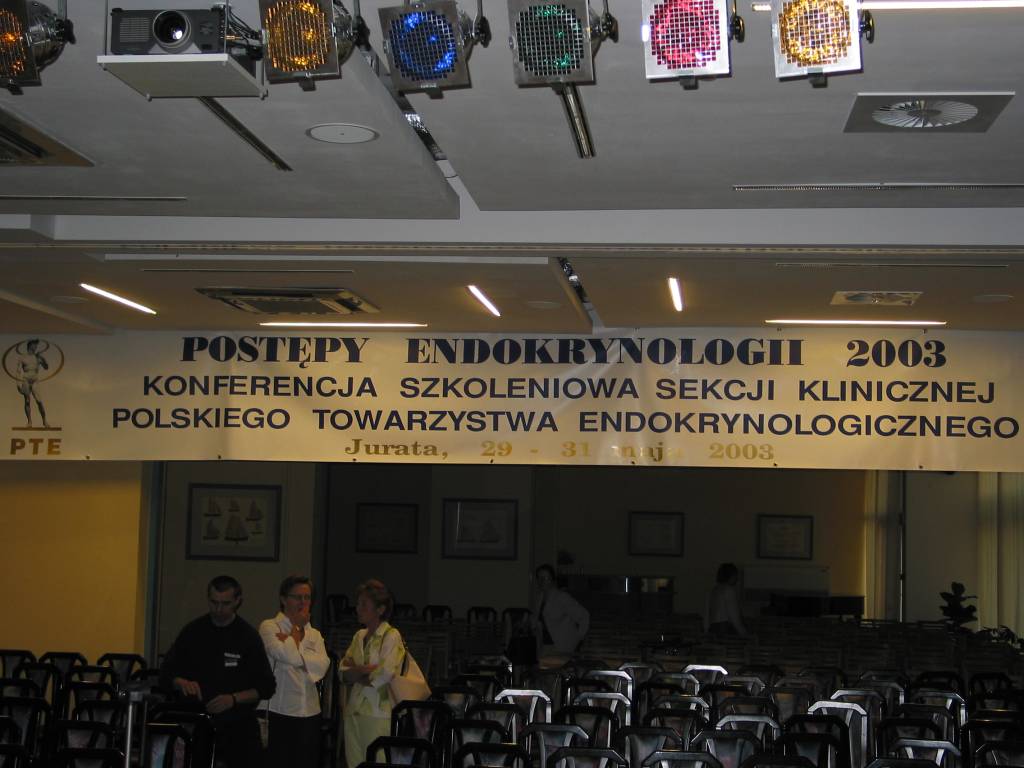 POSTĘPY ENDOKRYNOLOGII 2003
KONFERENCJA SZKOLENIOWA SEKCJI KLINICZNEJ
POLSKIEGO TOWARZYSTWA ENDOKRYNOLOGICZNEGO
Jurata, 29 - 31 maja 2003
PTE